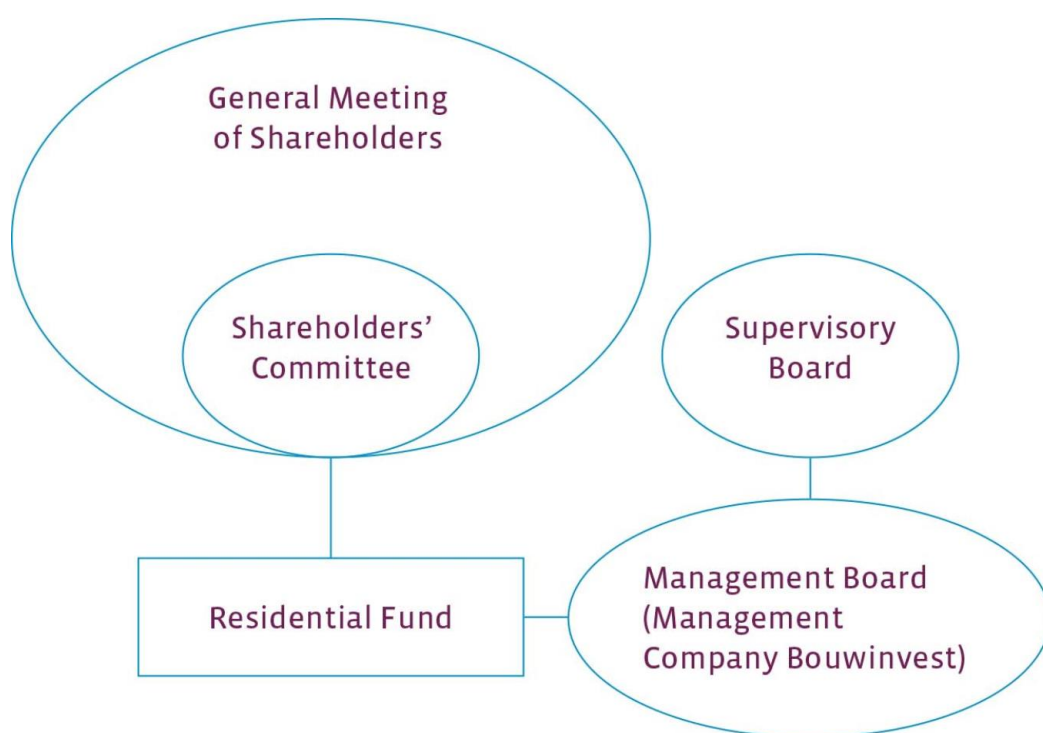 General Meeting
of Shareholders
Shareholders’
Committee
Supervisory
Board
Residential Fund
Management Board
(Management
Company Bouwinvest)